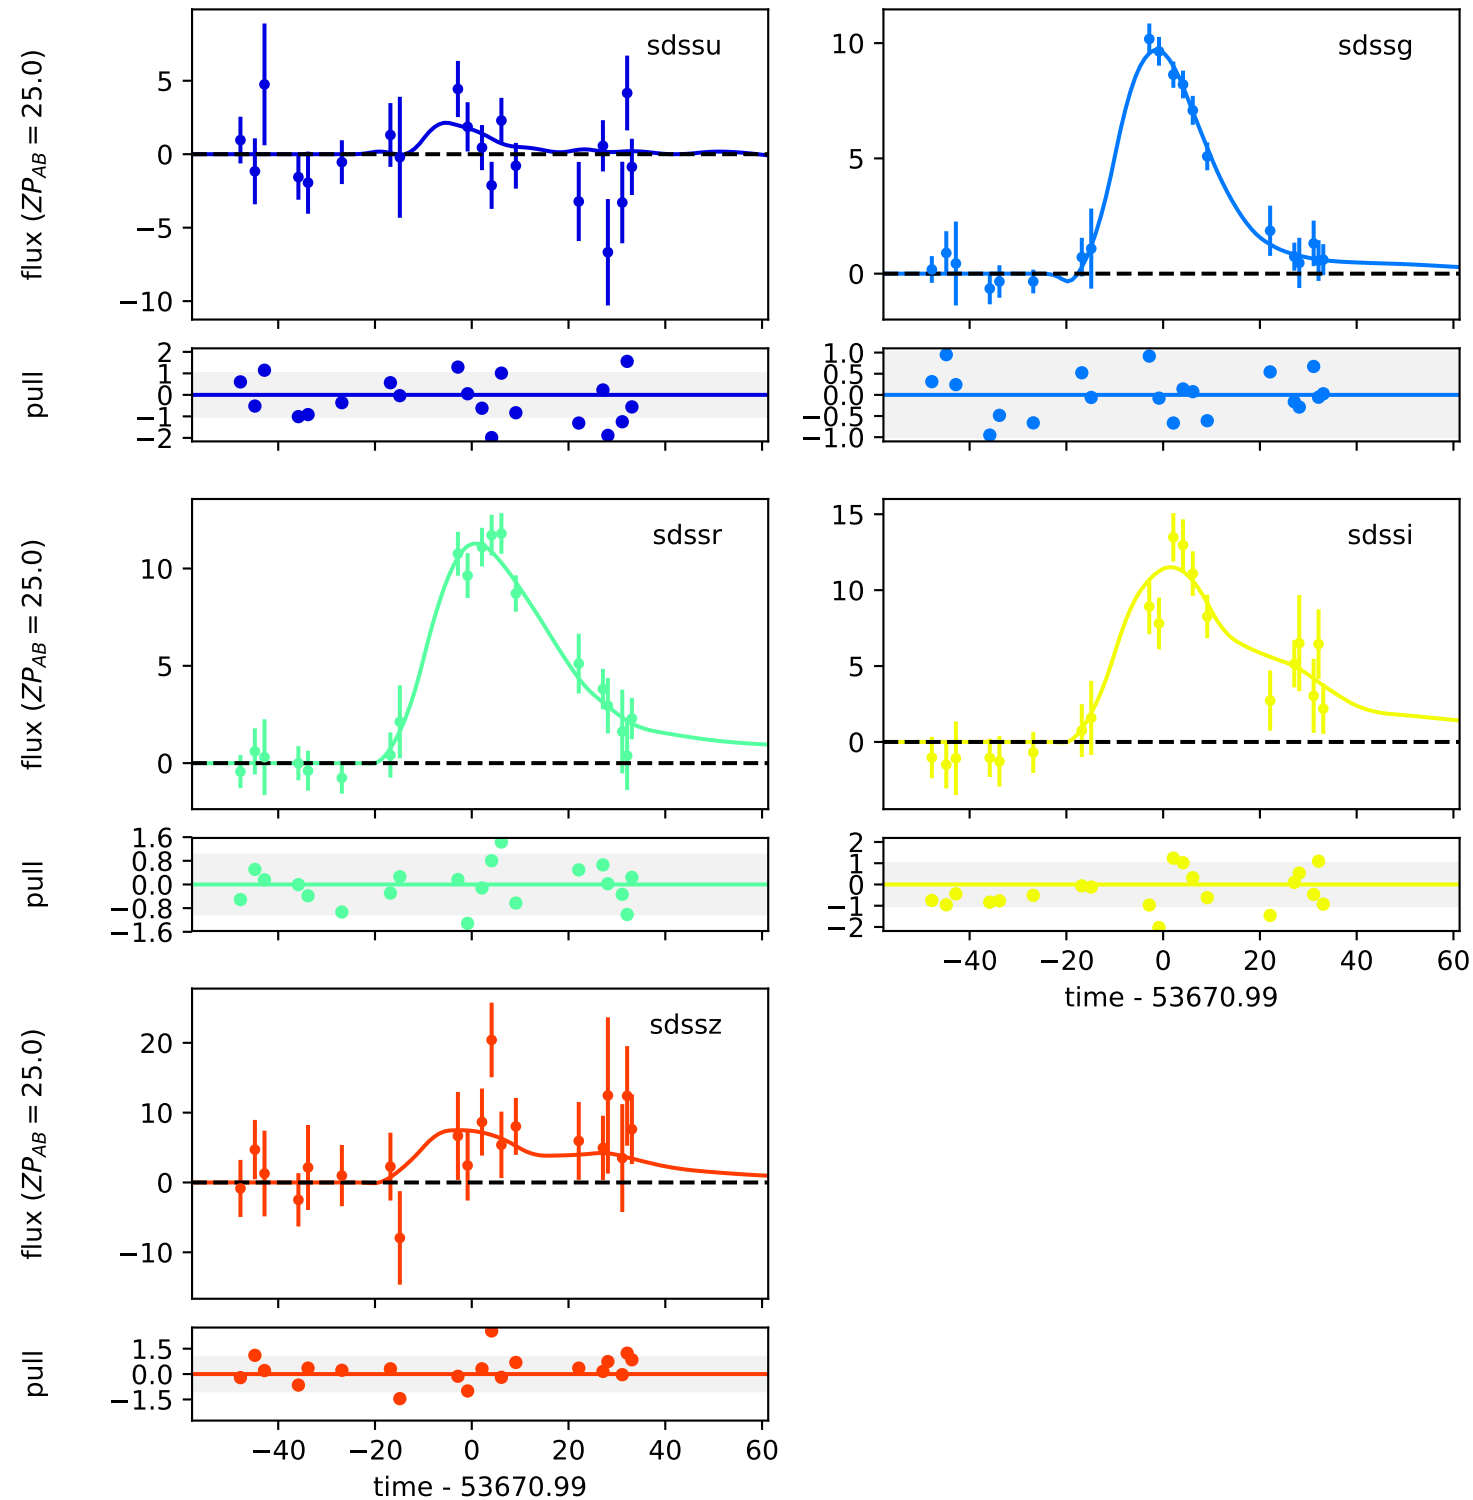 sdssu
5
0
−5
−10
flux (ZP_AB = 25.0)
2
1
0
−1
−2
pull
sdssg
10
5
0
1.0
0.5
0.0
−0.5
−1.0
sdssr
10
5
0
flux (ZP_AB = 25.0)
1.6
0.8
0.0
−0.8
−1.6
pull
sdssi
15
10
5
0
2
1
0
−1
−2
−40 −20 0 20 40 60
time - 53670.99
sdssz
20
10
0
−10
flux (ZP_AB = 25.0)
1.5
0.0
−1.5
pull
−40 −20 0 20 40 60
time - 53670.99